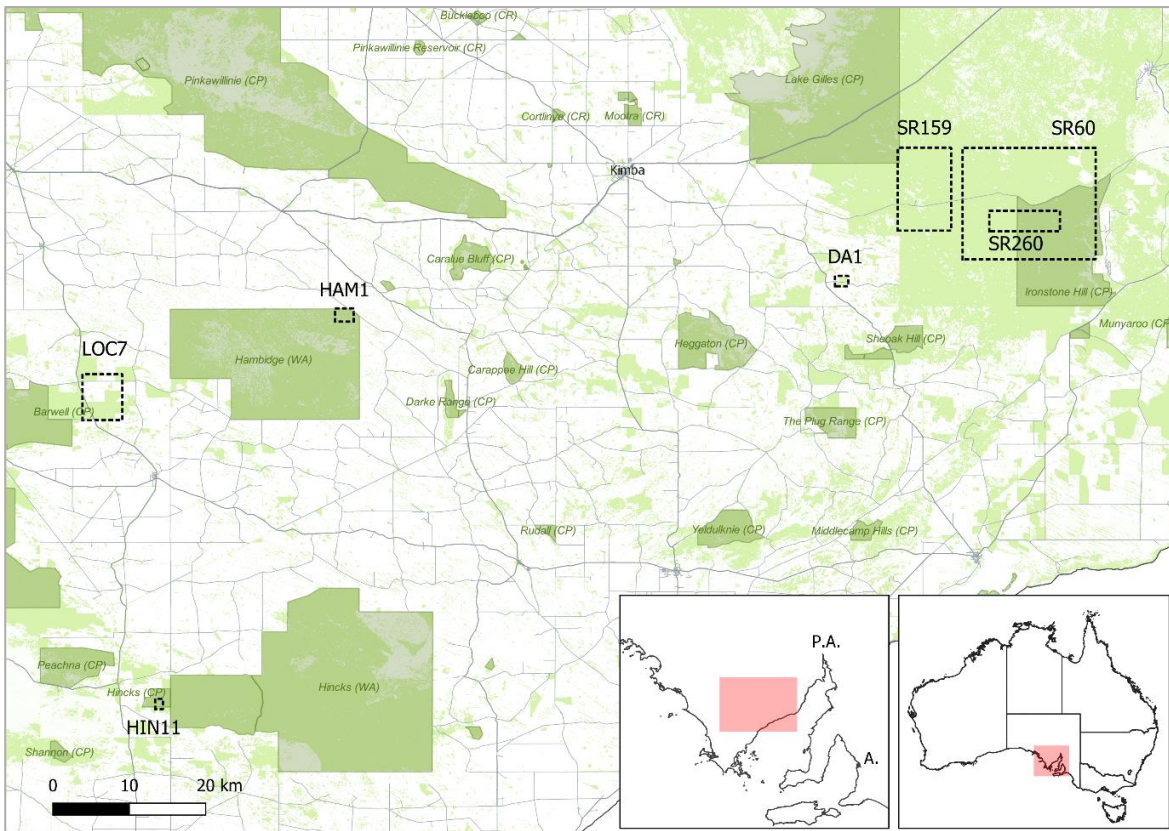 Buckleboo (CR)
Pinkawillinie Reservoir (CR)
Pinkawillinie (CP)
Lake Gilles (CP)
Cortlinye (CR)
Mootra (CR)
SR159
SR60
Kimba
SR260
Caralue Bluff (CP)
DA1
HAM1
Ironstone Hill (CP)
Munyaroo (CP)
LOC7
Hambidge (WA)
Heggaton (CP)
Sheoak Hill (CP)
Carappee Hill (CP)
Barwell (CP)
Darke Range (CP)
The Plug Range (CP)
Rudall (CP)
Yeldulknie (CP)
Middlecamp Hills (CP)
P.A.
Peachna (CP)
Hincks (CP)
Hincks (WA)
HIN11
Shannon (CP)
A.
0 10 20 km